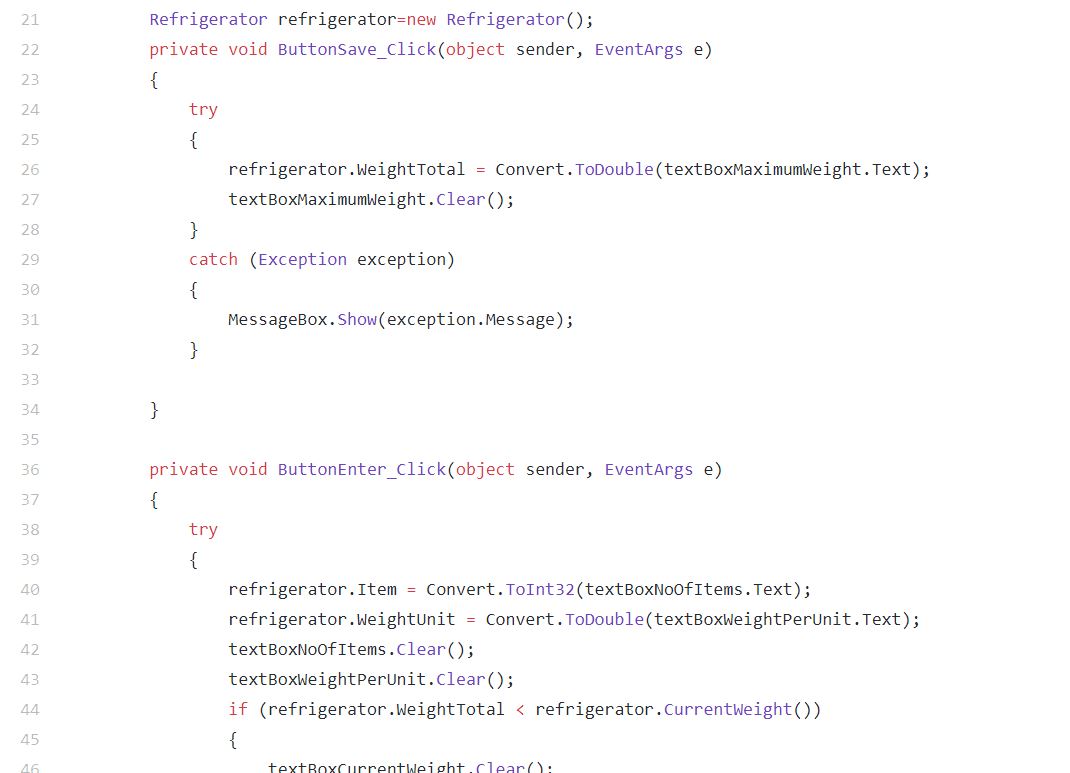 21 Refrigerator refrigerator=new Refrigerator();
22 private void ButtonSave_Click(object sender, EventArgs e)
23 {
24 try
25 {
26 refrigerator.WeightTotal = Convert.ToDouble(textBoxMaximumWeight.Text);
27 textBoxMaximumWeight.Clear();
28 }
29 catch (Exception exception)
30 {
31 MessageBox.Show(exception.Message);
32 }
33
34 }
35
36 private void ButtonEnter_Click(object sender, EventArgs e)
37 {
38 try
39 {
40 refrigerator.Item = Convert.ToInt32(textBoxNoOfItems.Text);
41 refrigerator.WeightUnit = Convert.ToDouble(textBoxWeightPerUnit.Text);
42 textBoxNoOfItems.Clear();
43 textBoxWeightPerUnit.Clear();
44 if (refrigerator.WeightTotal < refrigerator.CurrentWeight())
45 {
46 textBoxCurrentWeight.Clear();